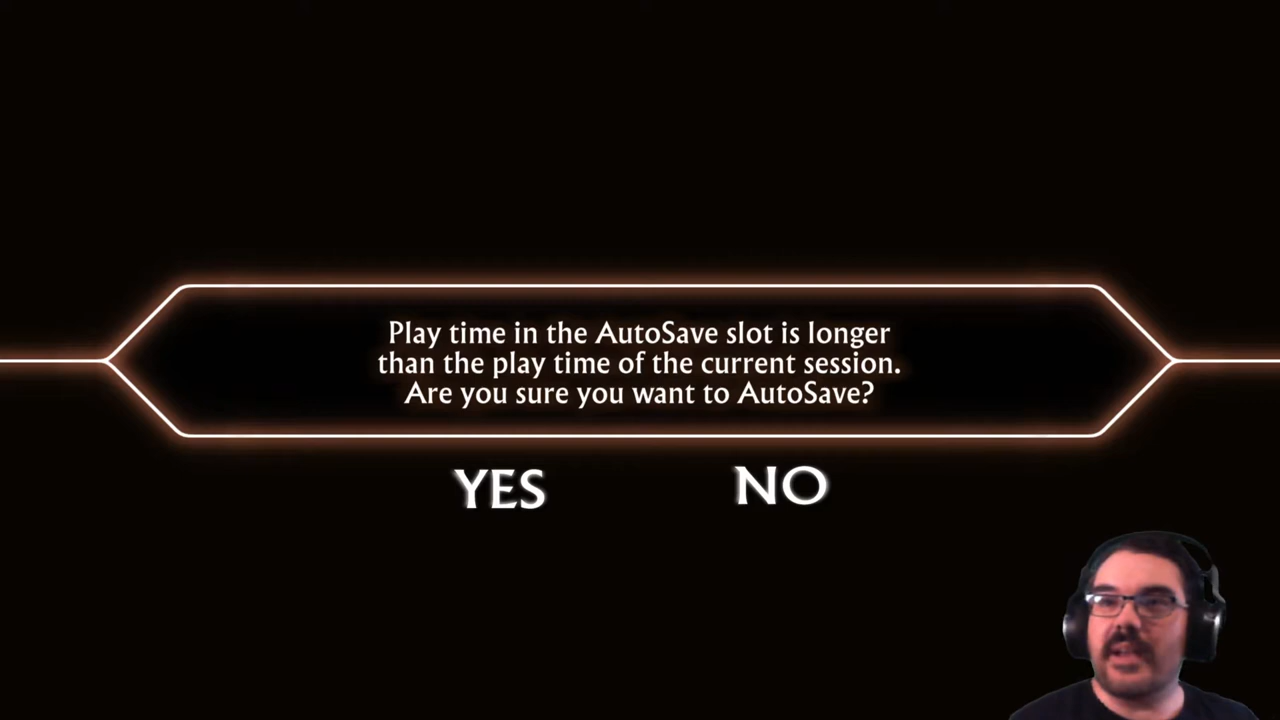 Play time in the AutoSave slot is longer
than the play time of the current session.
Are you sure you want to AutoSave?
YES NO